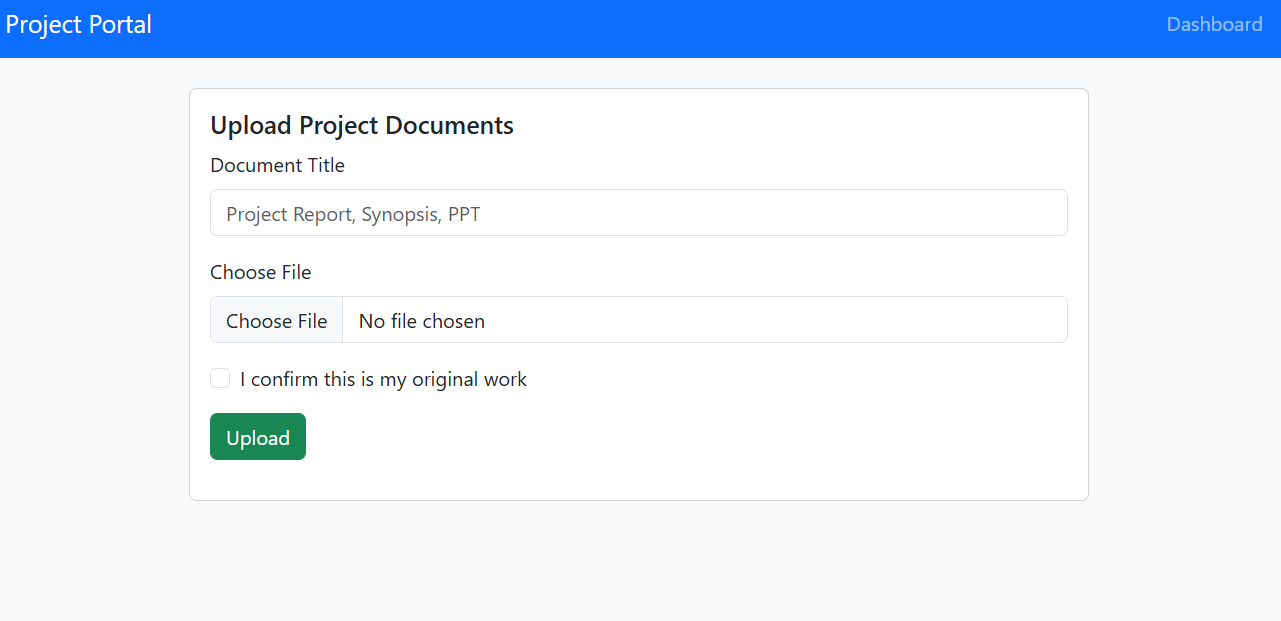 Project Portal
Dashboard
Upload Project Documents
Document Title
Project Report, Synopsis, PPT
Choose File
Choose File No file chosen
I confirm this is my original work
Upload